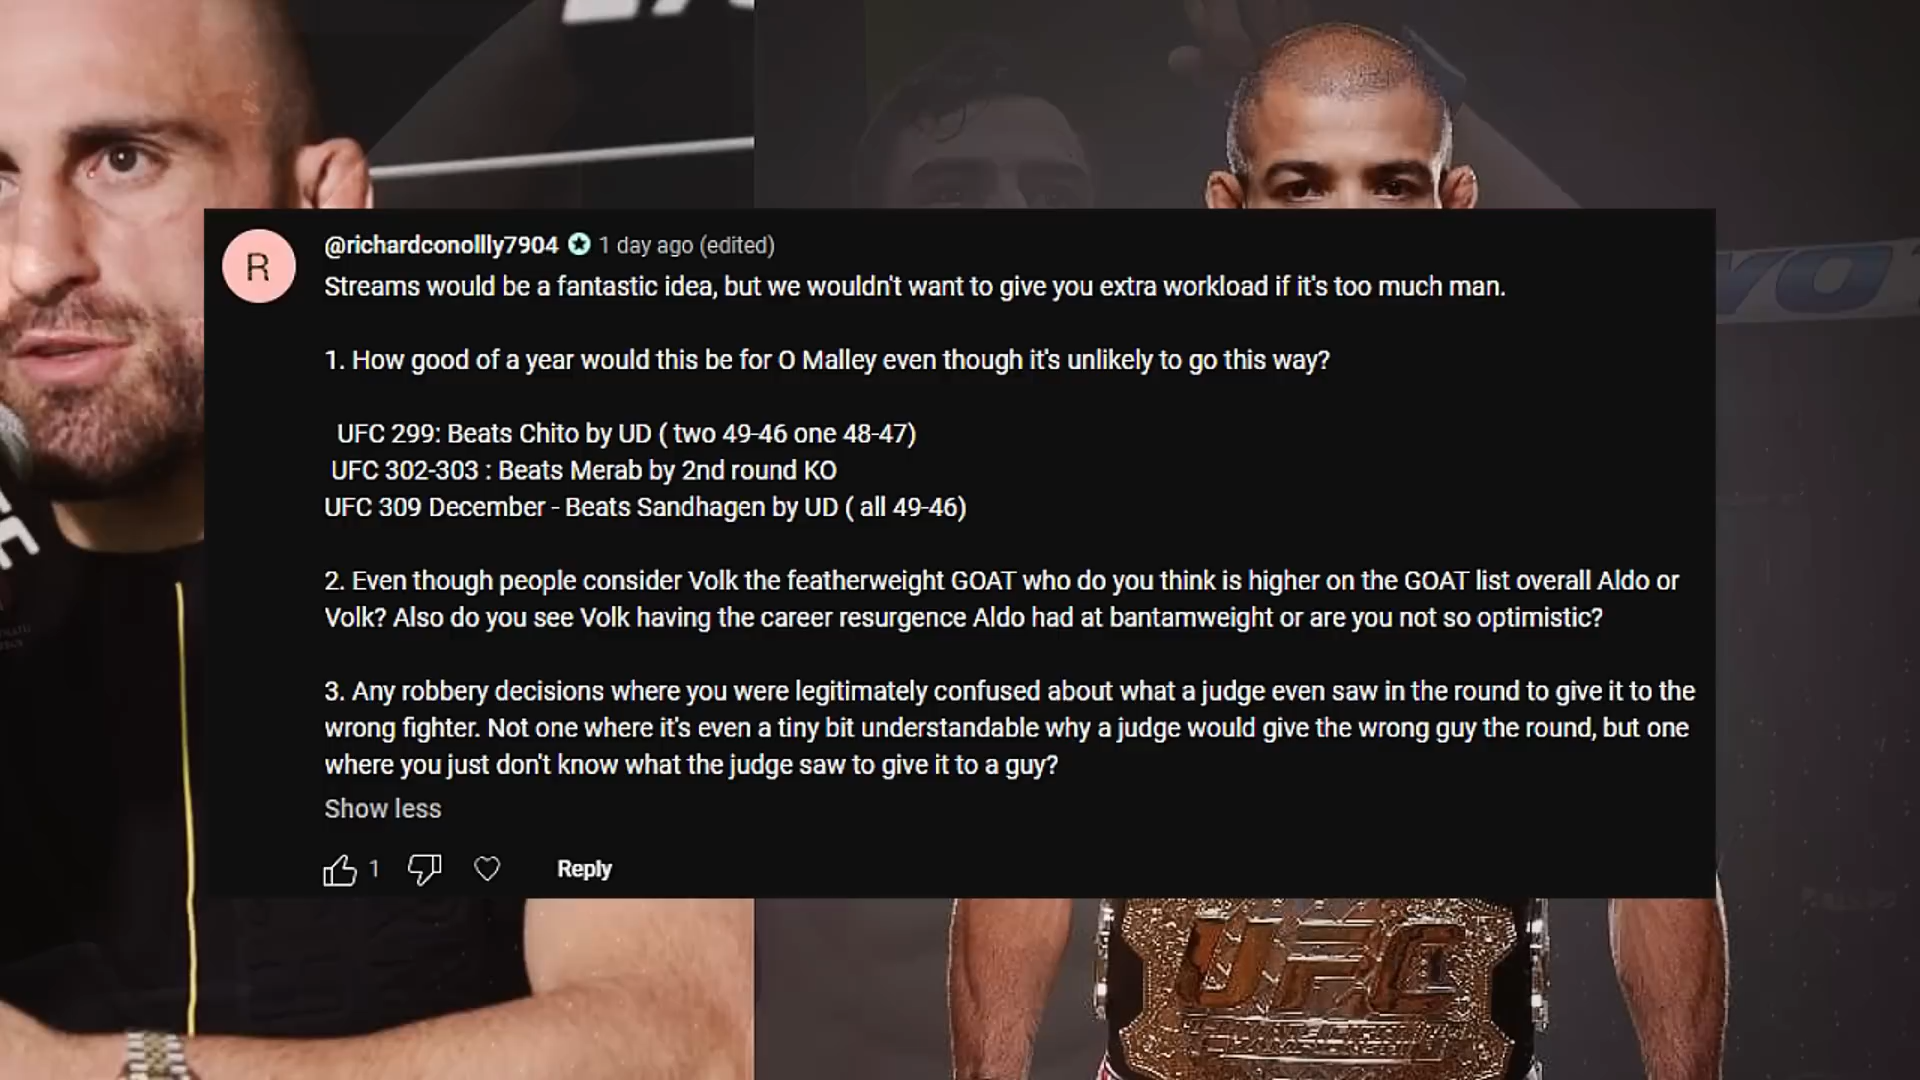 R
@richardconollly7904 1 day ago (edited)
Streams would be a fantastic idea, but we wouldn't want to give you extra workload if it's too much man.
1. How good of a year would this be for O Malley even though it's unlikely to go this way?
UFC 299: Beats Chito by UD ( two 49-46 one 48-47)
UFC 302-303 : Beats Merab by 2nd round KO
UFC 309 December - Beats Sandhagen by UD ( all 49-46)
2. Even though people consider Volk the featherweight GOAT who do you think is higher on the GOAT list overall Aldo or
Volk? Also do you see Volk having the career resurgence Aldo had at bantamweight or are you not so optimistic?
3. Any robbery decisions where you were legitimately confused about what a judge even saw in the round to give it to the
wrong fighter. Not one where it's even a tiny bit understandable why a judge would give the wrong guy the round, but one
where you just don't know what the judge saw to give it to a guy?
Show less
1 Reply
UFC